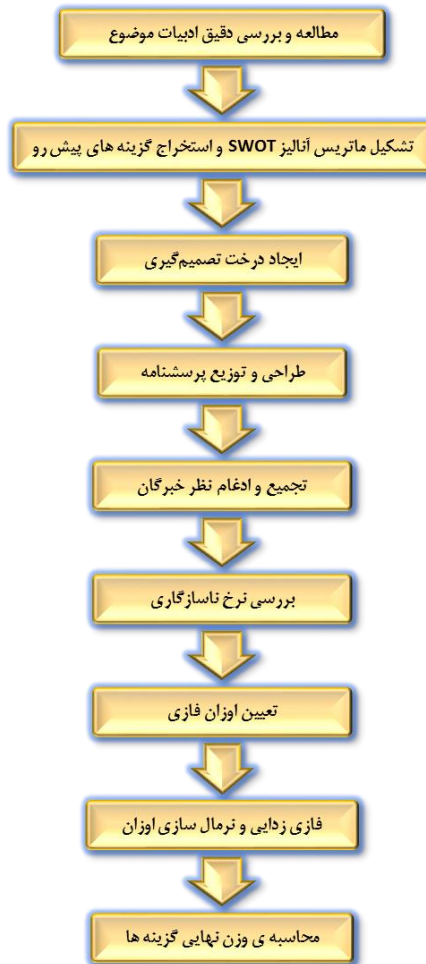 مطالعه و بررسی دقیق ادبیات موضوع
تشکیل ماتریس آنالیز SWOT و استخراج گزینه های پیش رو
ایجاد درخت تصمیم‌گیری
طراحی و توزیع پرسشنامه
تجمیع و ادغام نظر خبرگان
بررسی نرخ ناسازگاری
تعیین اوزان فازی
فازی زدایی و نرمال سازی اوزان
محاسبه ی وزن نهایی گزینه ها